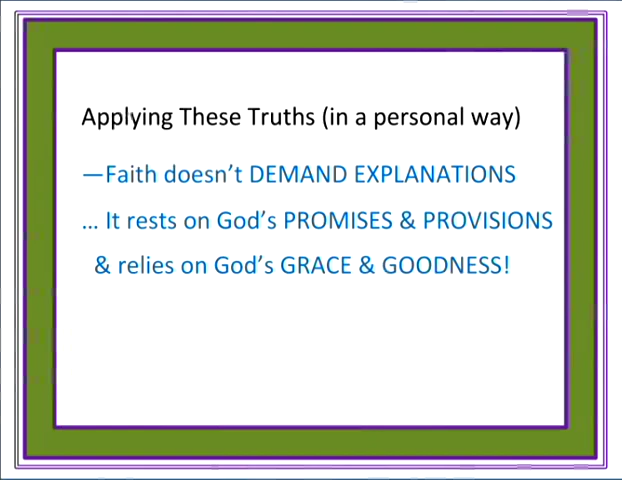 Applying These Truths (in a personal way)
—Faith doesn’t DEMAND EXPLANATIONS
… It rests on God’s PROMISES & PROVISIONS
& relies on God’s GRACE & GOODNESS!